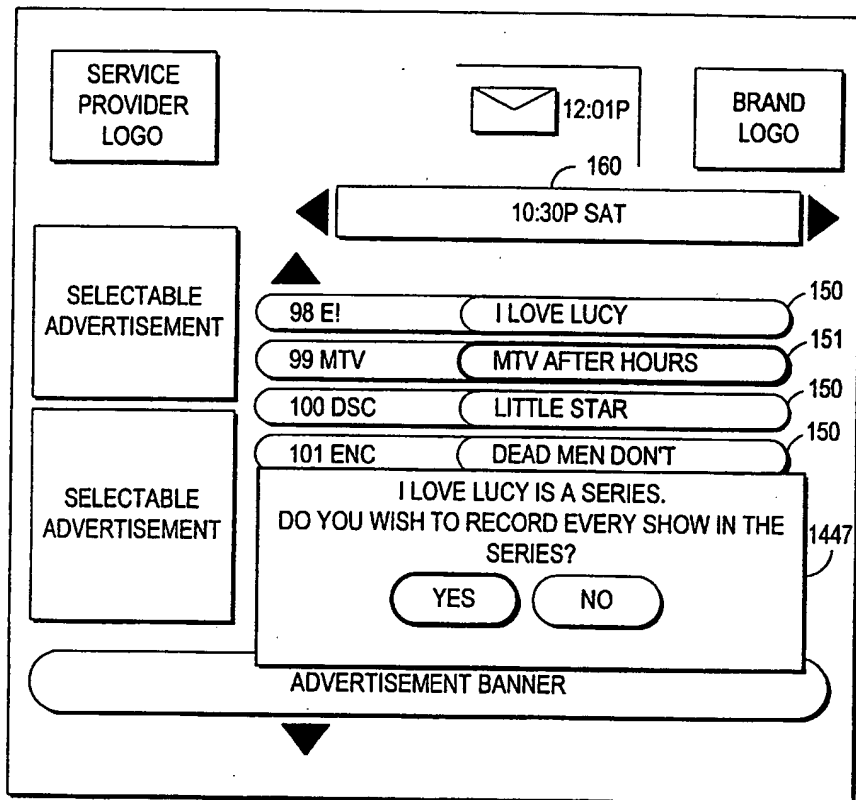 SERVICE
PROVIDER
LOGO
12:01P
BRAND
LOGO
160
10:30P SAT
SELECTABLE
ADVERTISEMENT
98 E! I LOVE LUCY 150
99 MTV MTV AFTER HOURS 151
100 DSC LITTLE STAR 150
101 ENC DEAD MEN DON'T 150
SELECTABLE
ADVERTISEMENT
I LOVE LUCY IS A SERIES.
DO YOU WISH TO RECORD EVERY SHOW IN THE
SERIES?
1447
YES NO
ADVERTISEMENT BANNER